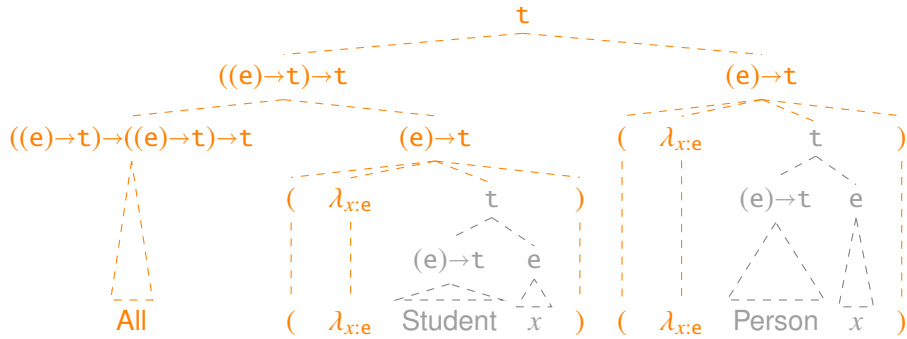 t
((e)→t)→t (e)→t
((e)→t)→((e)→t)→t (e)→t ( λx:e t )
( λx:e t ) (e)→t e
(e)→t e
All ( λx:e Student x ) ( λx:e Person x )